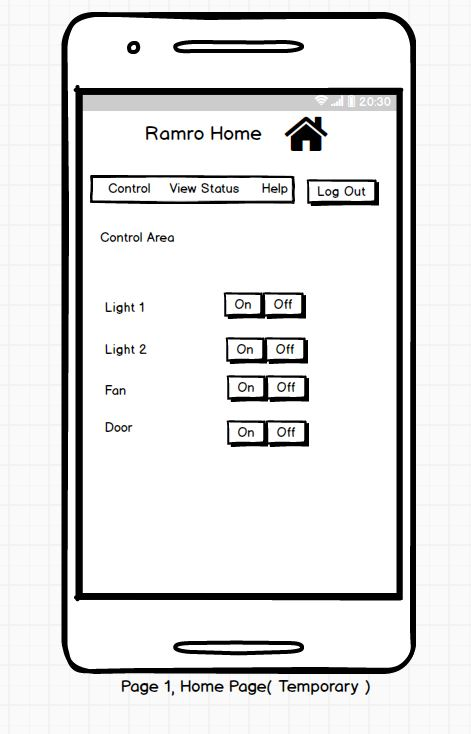 20:30
Ramro Home
Control View Status Help Log Out
Control Area
Light 1 On Off
Light 2 On Off
Fan On Off
Door On Off
Page 1, Home Page( Temporary )